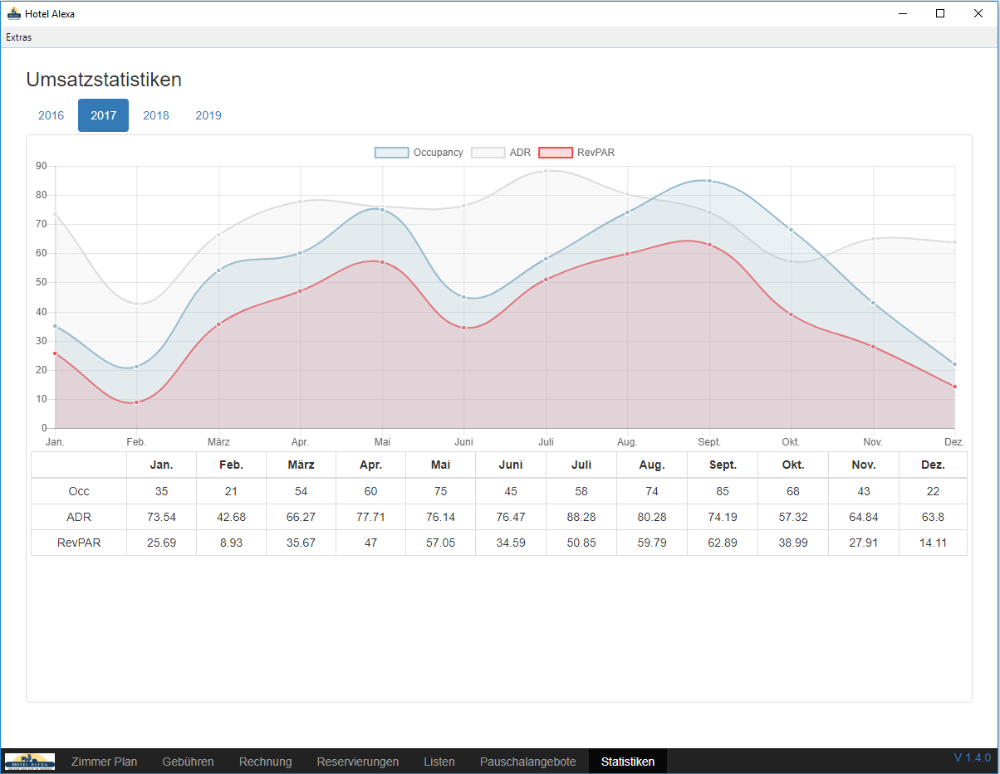 Hotel Alexa
Extras
Umsatzstatistiken
2016 2017 2018 2019
Occupancy ADR RevPAR
90
80
70
60
50
40
30
20
10
0
Jan. Feb. März Apr. Mai Juni Juli Aug. Sept. Okt. Nov. Dez.
Jan. Feb. März Apr. Mai Juni Juli Aug. Sept. Okt. Nov. Dez.
Occ 35 21 54 60 75 45 58 74 85 68 43 22
ADR 73.54 42.68 66.27 77.71 76.14 76.47 88.28 80.28 74.19 57.32 64.84 63.8
RevPAR 25.69 8.93 35.67 47 57.05 34.59 50.85 59.79 62.89 38.99 27.91 14.11
HOTEL ALEXA Zimmer Plan Gebühren Rechnung Reservierungen Listen Pauschalangebote Statistiken V 1.4.0